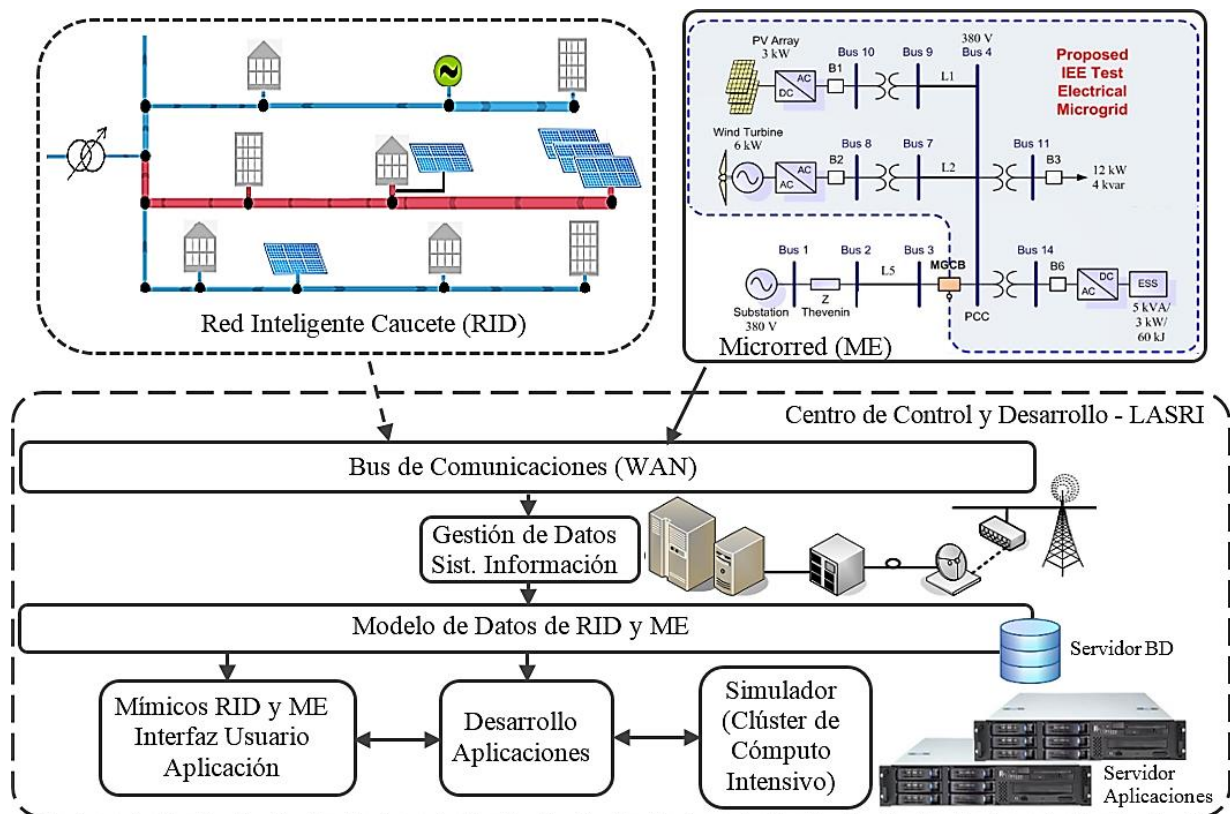 Red Inteligente Caucete (RID)
PV Array
3 kW
AC
DC
B1
Bus 10
Bus 9
L1
380 V
Bus 4
Proposed
IEE Test
Electrical
Microgrid
Wind Turbine
6 kW
AC
AC
B2
Bus 8
Bus 7
L2
Bus 11
B3
12 kW
4 kvar
Substation
380 V
Bus 1
Z
Thevenin
Bus 2
L5
Bus 3
MGCB
PCC
Bus 14
B6
DC
AC
ESS
5 kVA/
3 kW/
60 kJ
Microrred (ME)
Centro de Control y Desarrollo - LASRI
Bus de Comunicaciones (WAN)
Gestión de Datos
Sist. Información
Modelo de Datos de RID y ME
Servidor BD
Mímicos RID y ME
Interfaz Usuario
Aplicación
Desarrollo
Aplicaciones
Simulador
(Clúster de
Cómputo
Intensivo)
Servidor
Aplicaciones